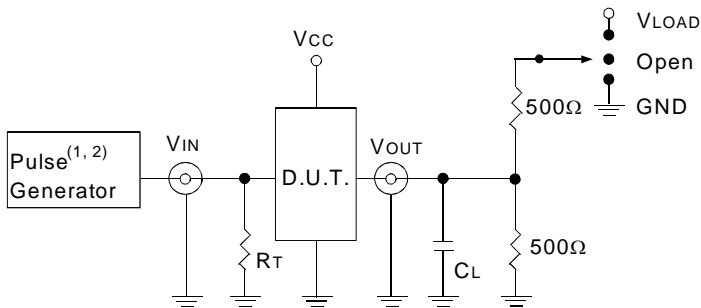 VLOAD
VCC
Open
500Ω
GND
VIN
VOUT
Pulse(1, 2)
Generator
D.U.T.
RT
CL
500Ω